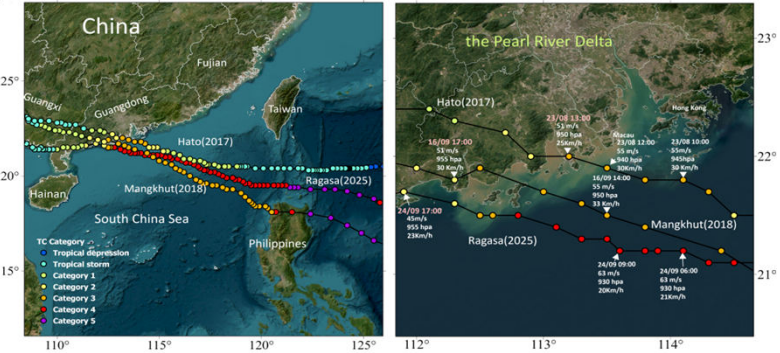 China
Fujian
Guangxi
Guangdong
Taiwan
Hato(2017)
Mangkhut(2018)
Ragasa(2025)
Hainan
South China Sea
Philippines
TC Category
Tropical depression
Tropical storm
Category 1
Category 2
Category 3
Category 4
Category 5
25°
20°
15°
110°
115°
120°
125°
the Pearl River Delta
Hato(2017)
23/08 13:00
51 m/s
950 hpa
25Km/h
Hong Kong
Macau
23/08 12:00
55 m/s
940 hpa
30Km/h
23/08 10:00
55m/s
945hpa
30 Km/h
16/09 17:00
51 m/s
955 hpa
30 Km/h
16/09 14:00
55 m/s
950 hpa
33 Km/h
Mangkhut(2018)
24/09 17:00
45m/s
955 hpa
23Km/h
Ragasa(2025)
24/09 09:00
63 m/s
930 hpa
20Km/h
24/09 06:00
63 m/s
930 hpa
21Km/h
23°
22°
21°
112°
113°
114°